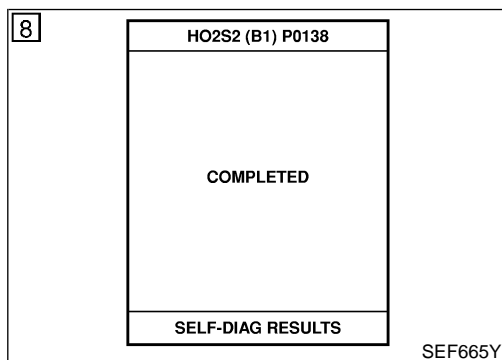 8
HO2S2 (B1) P0138
COMPLETED
SELF-DIAG RESULTS
SEF665Y